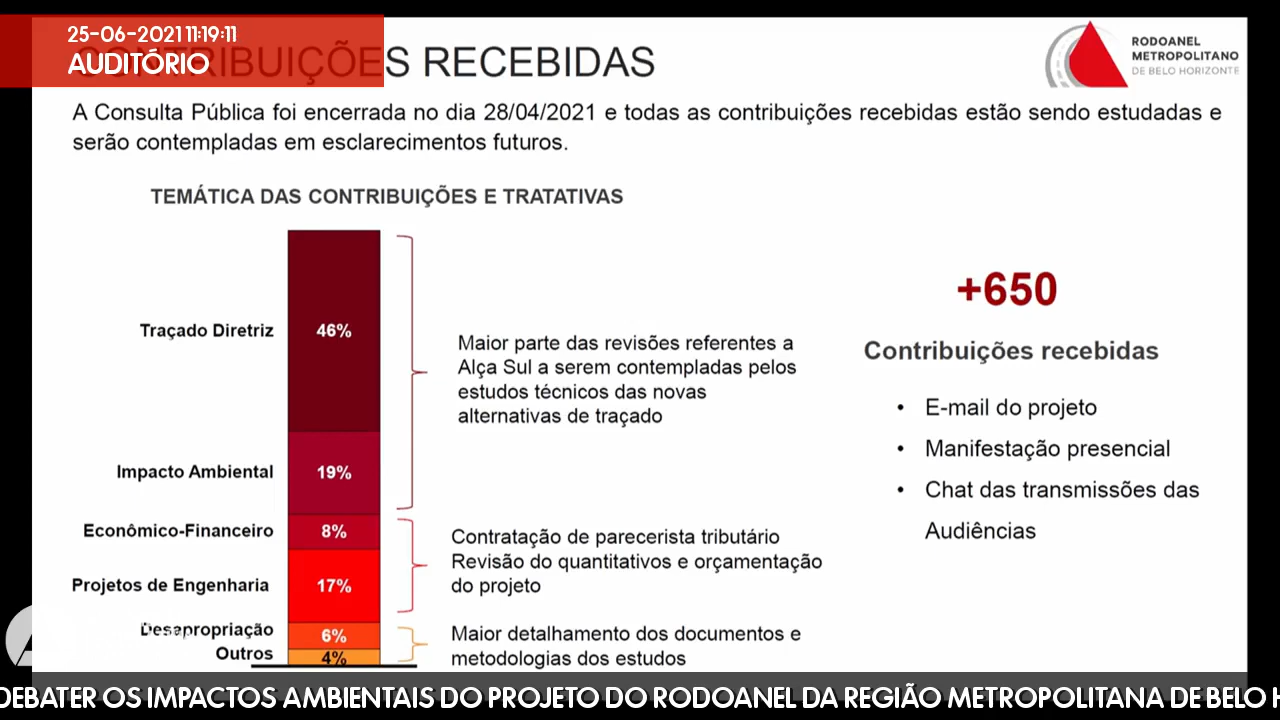 25-06-2021 11:19:11
AUDITÓRIO
CONTRIBUIÇÕES RECEBIDAS
RODOANEL
METROPOLITANO
DE BELO HORIZONTE
A Consulta Pública foi encerrada no dia 28/04/2021 e todas as contribuições recebidas estão sendo estudadas e
serão contempladas em esclarecimentos futuros.
TEMÁTICA DAS CONTRIBUIÇÕES E TRATATIVAS
Traçado Diretriz 46%
Impacto Ambiental 19%
Econômico-Financeiro 8%
Projetos de Engenharia 17%
Desapropriação 6%
Outros 4%
Maior parte das revisões referentes a
Alça Sul a serem contempladas pelos
estudos técnicos das novas
alternativas de traçado
Contratação de parecerista tributário
Revisão do quantitativos e orçamentação
do projeto
Maior detalhamento dos documentos e
metodologias dos estudos
+650
Contribuições recebidas
• E-mail do projeto
• Manifestação presencial
• Chat das transmissões das
Audiências
DEBATER OS IMPACTOS AMBIENTAIS DO PROJETO DO RODOANEL DA REGIÃO METROPOLITANA DE BELO H